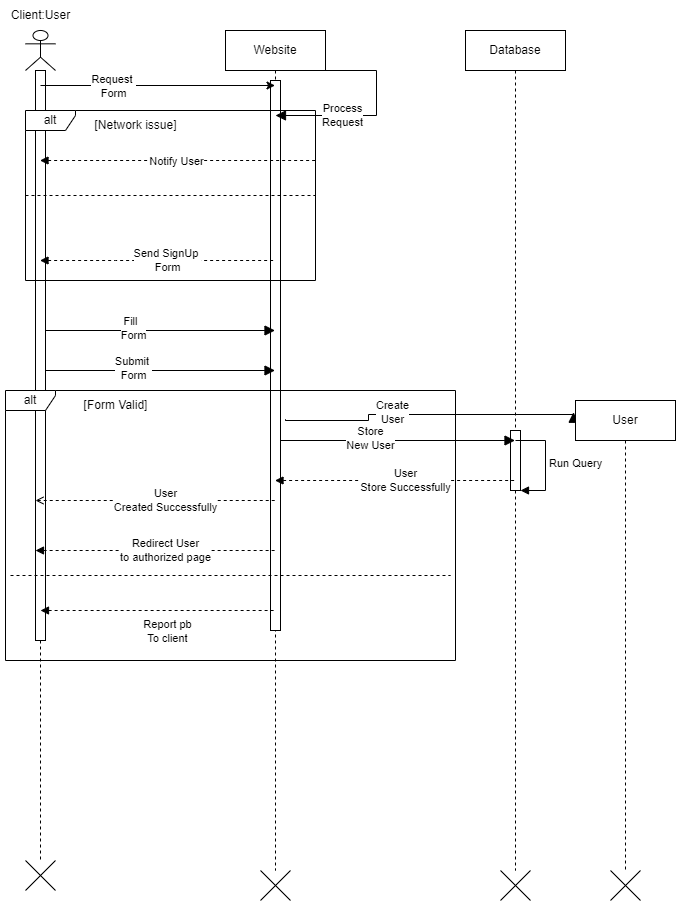 Client:User
Website
Database
Request
Form
Process
Request
alt
[Network issue]
Notify User
Send SignUp
Form
Fill
Form
Submit
Form
alt
[Form Valid]
Create
User
User
Store
New User
Run Query
User
Store Successfully
User
Created Successfully
Redirect User
to authorized page
Report pb
To client